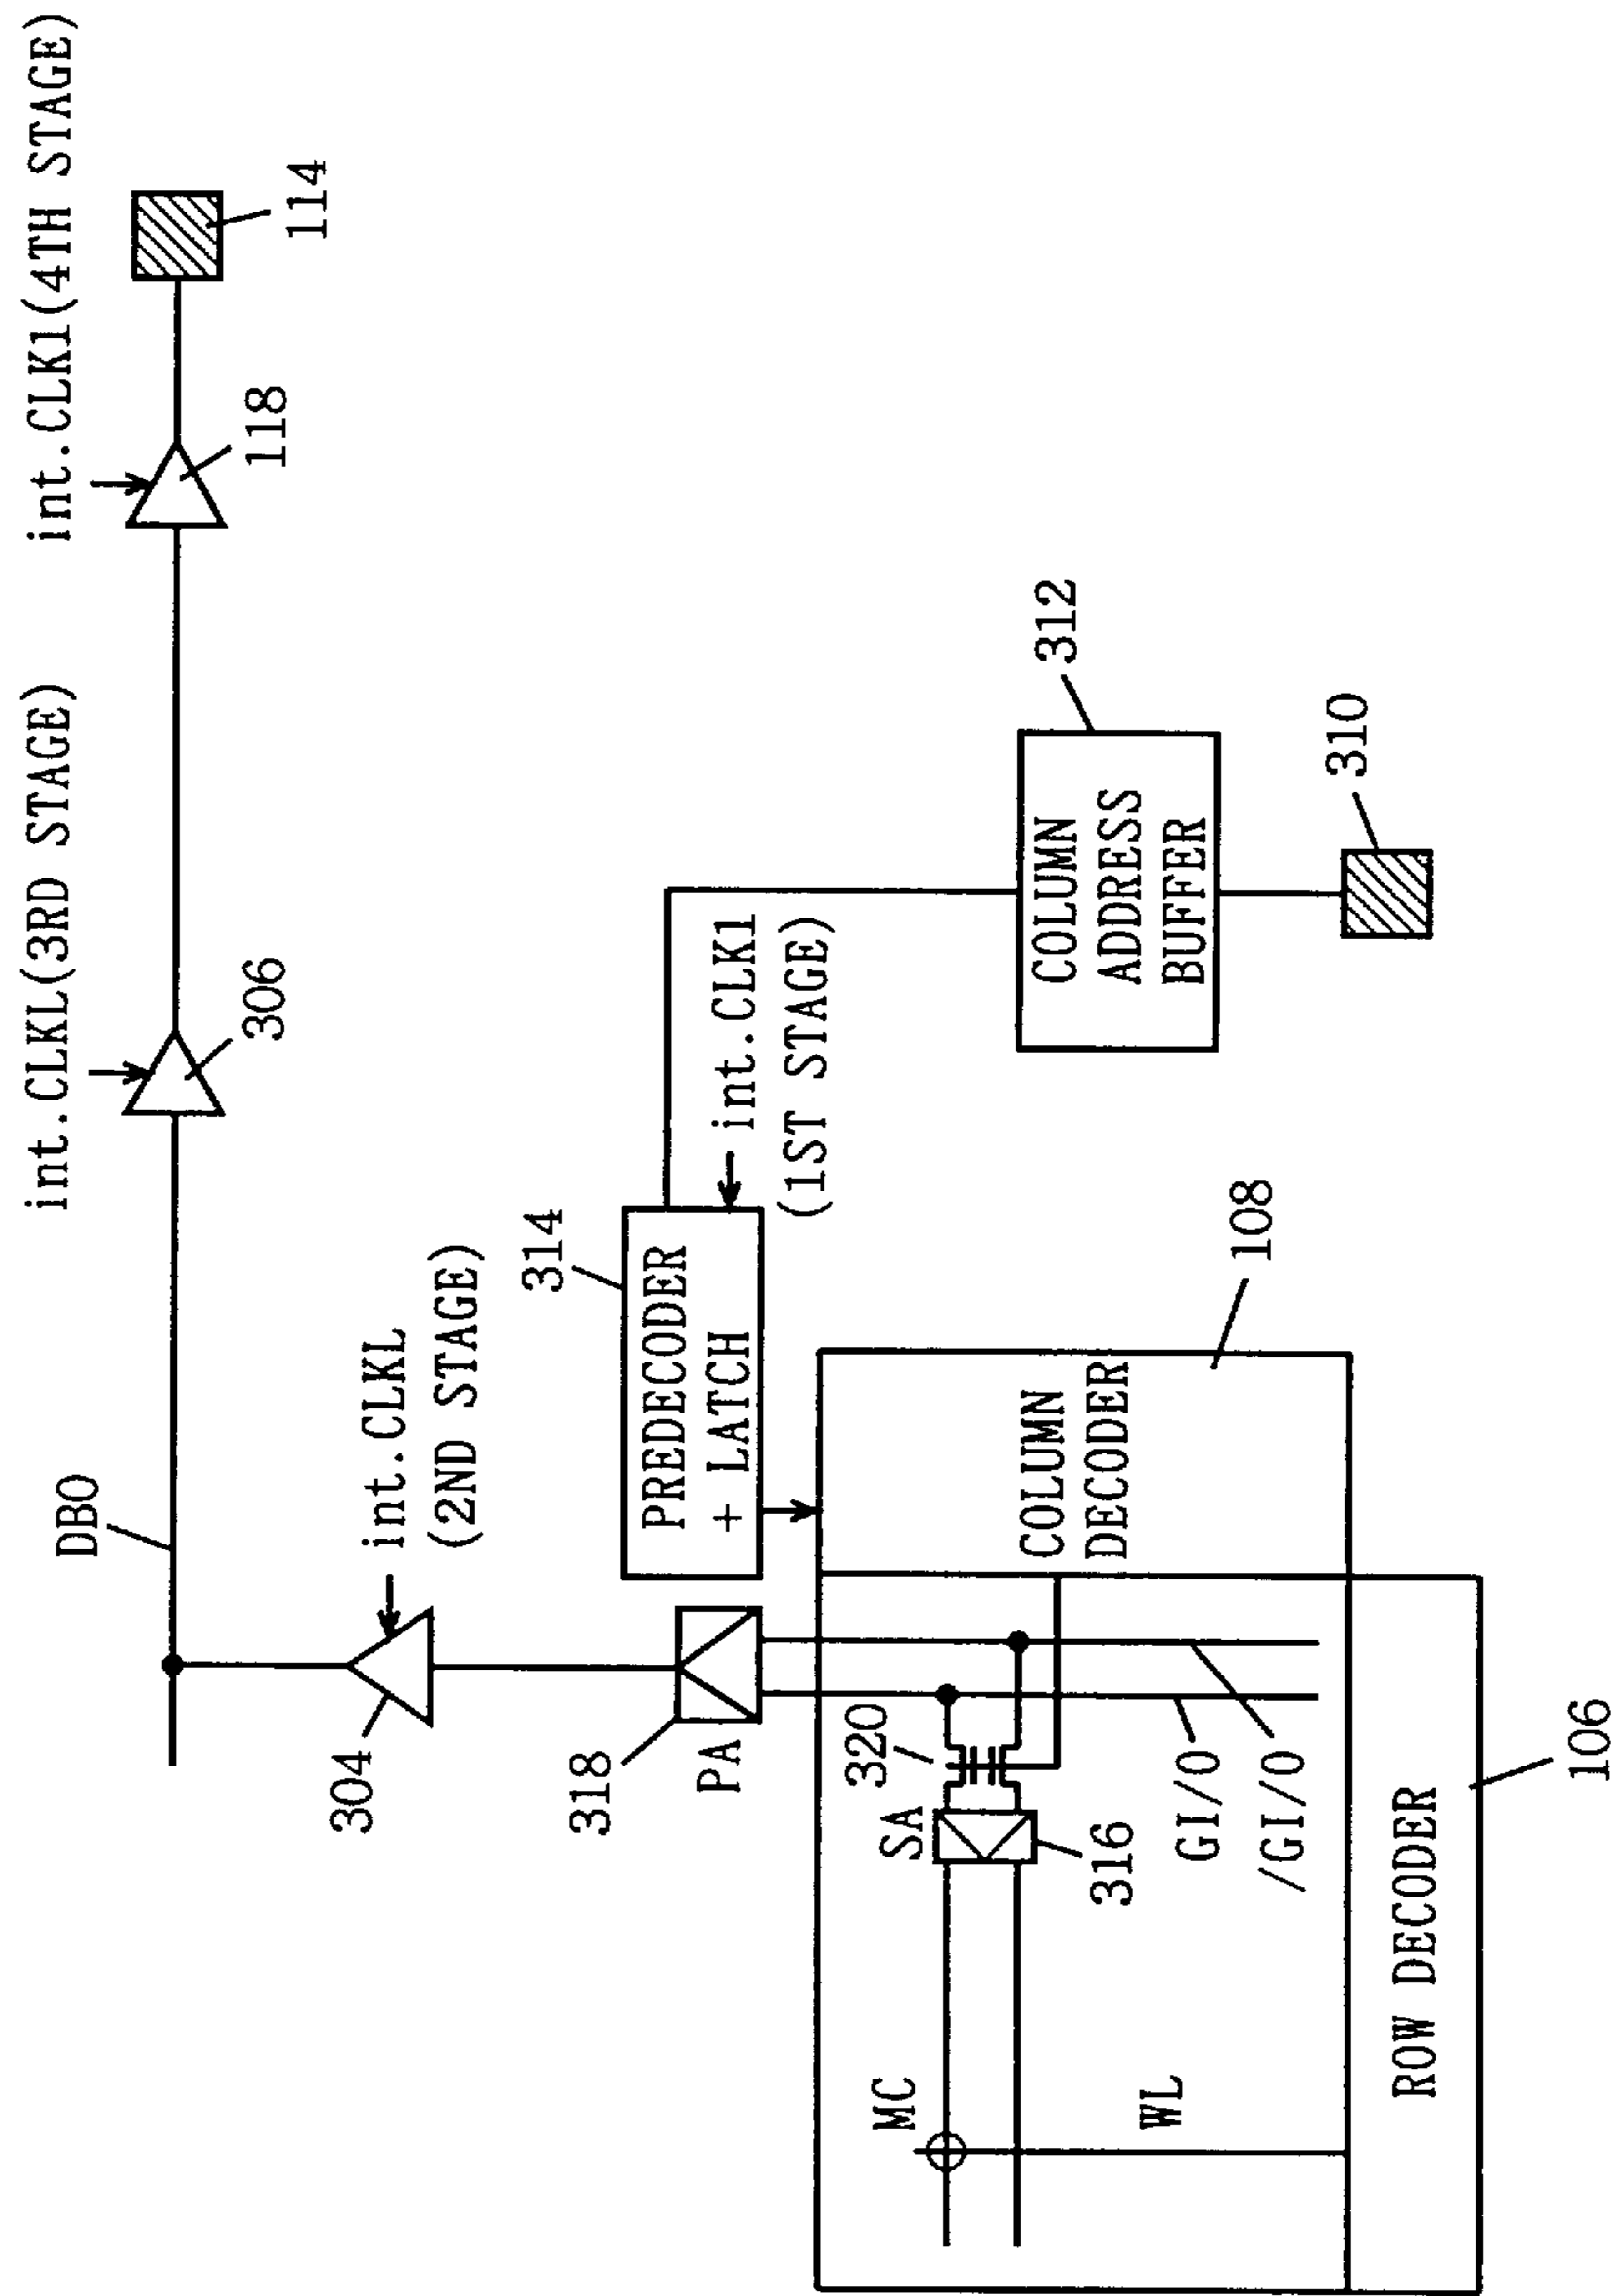 int.CLKL(3RD STAGE)
int.CLK1(4TH STAGE)
DB0
306
118
114
int.CLKL
(2ND STAGE)
304
314
PREDECODER
+ LATCH
int.CLK1
(1ST STAGE)
318
PA
312
COLUMN
ADDRESS
BUFFER
310
MC
SA
320
316
COLUMN
DECODER
108
WL
GI/O
/GI/O
ROW DECODER
106